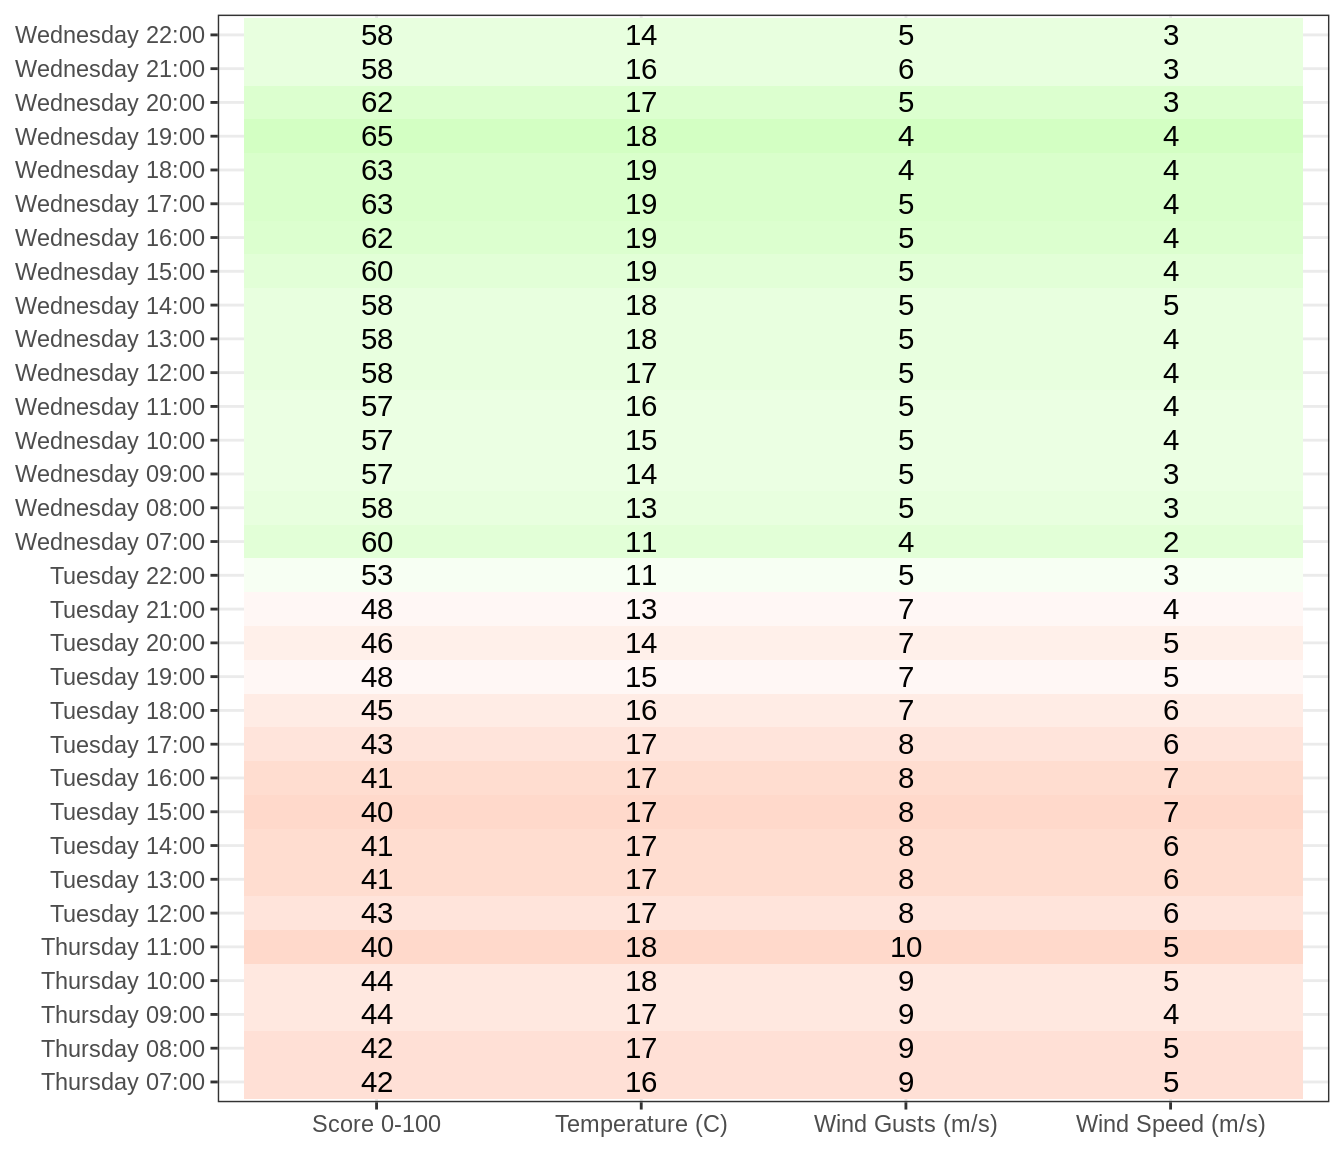 Wednesday 22:00 58 14 5 3
Wednesday 21:00 58 16 6 3
Wednesday 20:00 62 17 5 3
Wednesday 19:00 65 18 4 4
Wednesday 18:00 63 19 4 4
Wednesday 17:00 63 19 5 4
Wednesday 16:00 62 19 5 4
Wednesday 15:00 60 19 5 4
Wednesday 14:00 58 18 5 5
Wednesday 13:00 58 18 5 4
Wednesday 12:00 58 17 5 4
Wednesday 11:00 57 16 5 4
Wednesday 10:00 57 15 5 4
Wednesday 09:00 57 14 5 3
Wednesday 08:00 58 13 5 3
Wednesday 07:00 60 11 4 2
Tuesday 22:00 53 11 5 3
Tuesday 21:00 48 13 7 4
Tuesday 20:00 46 14 7 5
Tuesday 19:00 48 15 7 5
Tuesday 18:00 45 16 7 6
Tuesday 17:00 43 17 8 6
Tuesday 16:00 41 17 8 7
Tuesday 15:00 40 17 8 7
Tuesday 14:00 41 17 8 6
Tuesday 13:00 41 17 8 6
Tuesday 12:00 43 17 8 6
Thursday 11:00 40 18 10 5
Thursday 10:00 44 18 9 5
Thursday 09:00 44 17 9 4
Thursday 08:00 42 17 9 5
Thursday 07:00 42 16 9 5
Score 0-100 Temperature (C) Wind Gusts (m/s) Wind Speed (m/s)